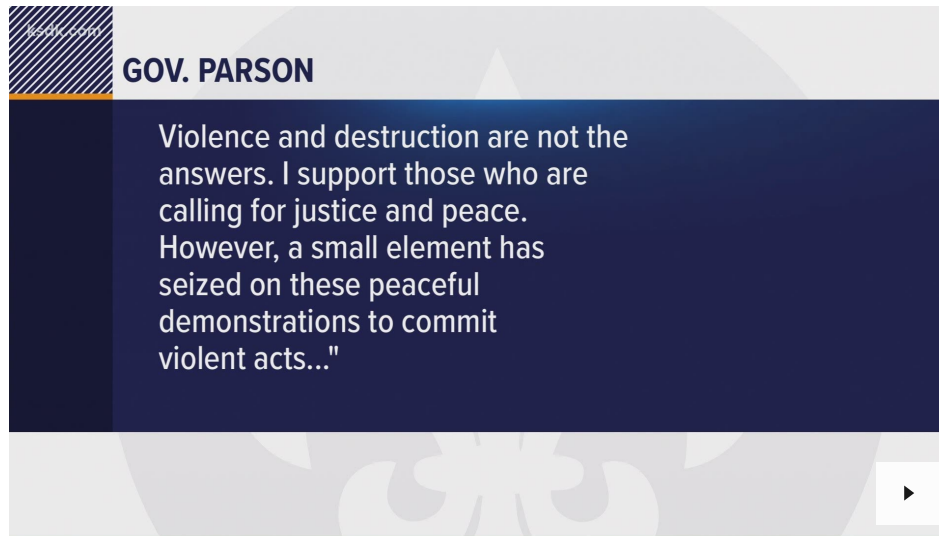 ksdk.com
GOV. PARSON
Violence and destruction are not the
answers. I support those who are
calling for justice and peace.
However, a small element has
seized on these peaceful
demonstrations to commit
violent acts..."